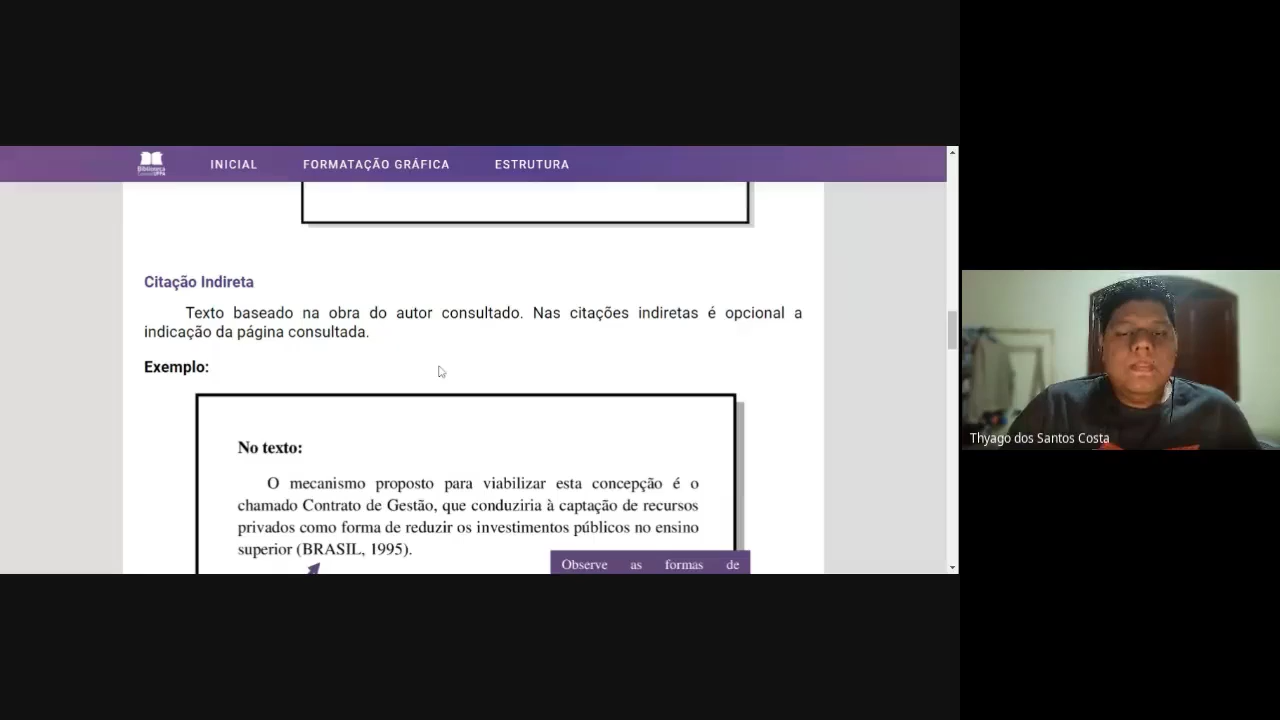 Biblioteca
INICIAL
FORMATAÇÃO GRÁFICA
ESTRUTURA
Citação Indireta
Texto baseado na obra do autor consultado. Nas citações indiretas é opcional a
indicação da página consultada.
Exemplo:
No texto:
O mecanismo proposto para viabilizar esta concepção é o
chamado Contrato de Gestão, que conduziria à captação de recursos
privados como forma de reduzir os investimentos públicos no ensino
superior (BRASIL, 1995).
Observe as formas de
Thyago dos Santos Costa